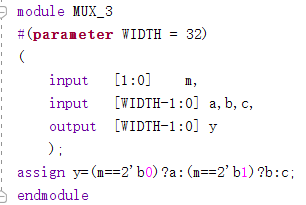 module MUX_3
#(parameter WIDTH = 32)
(
input [1:0] m,
input [WIDTH-1:0] a,b,c,
output [WIDTH-1:0] y
);
assign y=(m==2'b0)?a:(m==2'b1)?b:c;
endmodule